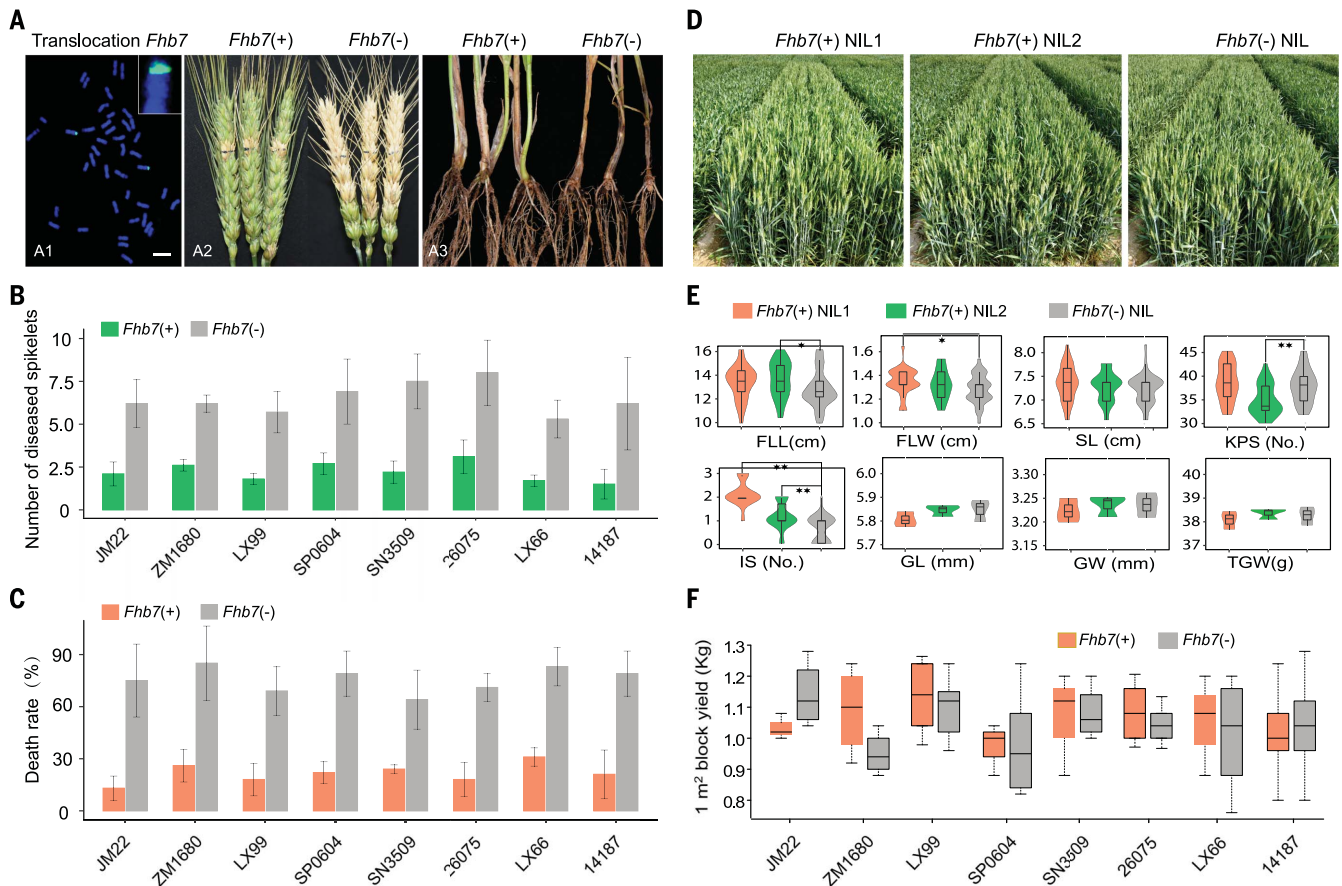 A
Translocation Fhb7
Fhb7(+)
Fhb7(-)
Fhb7(+)
Fhb7(-)
A1
A2
A3
B
Fhb7(+)
Fhb7(-)
Number of diseased spikelets
10
7.5
5.0
2.5
0
JM22
ZM1680
LX99
SP0604
SN3509
26075
LX66
14187
C
Fhb7(+)
Fhb7(-)
Death rate (%)
90
60
30
0
JM22
ZM1680
LX99
SP0604
SN3509
26075
LX66
14187
D
Fhb7(+) NIL1
Fhb7(+) NIL2
Fhb7(-) NIL
E
Fhb7(+) NIL1
Fhb7(+) NIL2
Fhb7(-) NIL
16
14
12
10
*
FLL(cm)
1.6
1.4
1.2
1.0
*
FLW (cm)
8.0
7.5
7.0
6.5
6.0
SL (cm)
45
40
35
30
**
KPS (No.)
3
2
1
0
**
**
IS (No.)
5.9
5.8
5.7
GL (mm)
3.25
3.20
3.15
GW (mm)
39
38
37
TGW(g)
F
Fhb7(+)
Fhb7(-)
1 m² block yield (Kg)
1.3
1.2
1.1
1.0
0.9
0.8
JM22
ZM1680
LX99
SP0604
SN3509
26075
LX66
14187